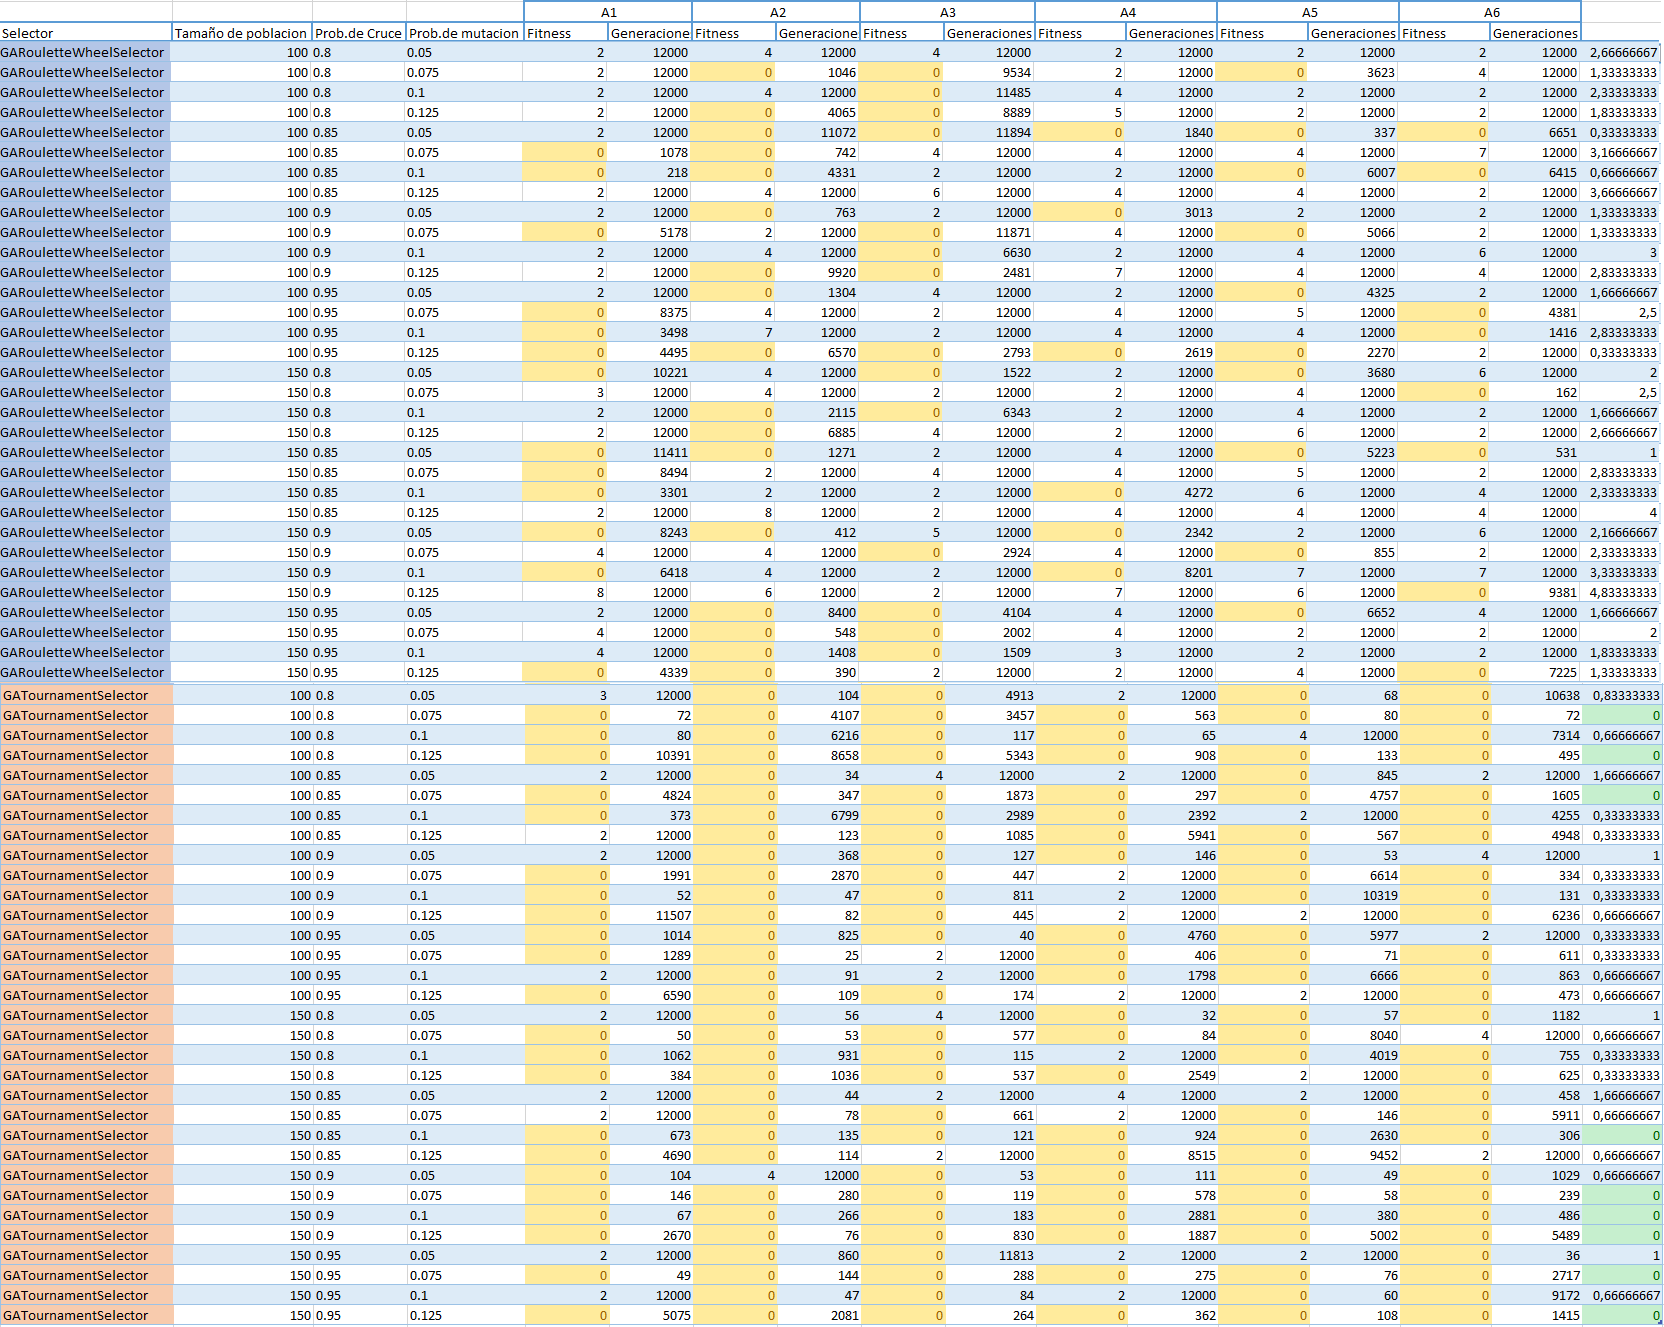 A1 A2 A3 A4 A5 A6
Selector Tamaño de poblacion Prob.de Cruce Prob.de mutacion Fitness Generacione Fitness Generacione Fitness Generaciones Fitness Generaciones Fitness Generaciones Fitness Generaciones
GARouletteWheelSelector 100 0.8 0.05 2 12000 4 12000 4 12000 2 12000 2 12000 2 12000 2,66666667
GARouletteWheelSelector 100 0.8 0.075 2 12000 0 1046 0 9534 2 12000 0 3623 4 12000 1,33333333
GARouletteWheelSelector 100 0.8 0.1 2 12000 4 12000 0 11485 4 12000 2 12000 2 12000 2,33333333
GARouletteWheelSelector 100 0.8 0.125 2 12000 0 4065 0 8889 5 12000 2 12000 2 12000 1,83333333
GARouletteWheelSelector 100 0.85 0.05 2 12000 0 11072 0 11894 0 1840 0 337 0 6651 0,33333333
GARouletteWheelSelector 100 0.85 0.075 0 1078 0 742 4 12000 4 12000 4 12000 7 12000 3,16666667
GARouletteWheelSelector 100 0.85 0.1 0 218 0 4331 2 12000 2 12000 0 6007 0 6415 0,66666667
GARouletteWheelSelector 100 0.85 0.125 2 12000 4 12000 6 12000 4 12000 4 12000 2 12000 3,66666667
GARouletteWheelSelector 100 0.9 0.05 2 12000 0 763 2 12000 0 3013 2 12000 2 12000 1,33333333
GARouletteWheelSelector 100 0.9 0.075 0 5178 2 12000 0 11871 4 12000 0 5066 2 12000 1,33333333
GARouletteWheelSelector 100 0.9 0.1 2 12000 4 12000 0 6630 2 12000 4 12000 6 12000 3
GARouletteWheelSelector 100 0.9 0.125 2 12000 0 9920 0 2481 7 12000 4 12000 4 12000 2,83333333
GARouletteWheelSelector 100 0.95 0.05 2 12000 0 1304 4 12000 2 12000 0 4325 2 12000 1,66666667
GARouletteWheelSelector 100 0.95 0.075 0 8375 4 12000 2 12000 4 12000 5 12000 0 4381 2,5
GARouletteWheelSelector 100 0.95 0.1 0 3498 7 12000 2 12000 4 12000 4 12000 0 1416 2,83333333
GARouletteWheelSelector 100 0.95 0.125 0 4495 0 6570 0 2793 0 2619 0 2270 2 12000 0,33333333
GARouletteWheelSelector 150 0.8 0.05 0 10221 4 12000 0 1522 2 12000 0 3680 6 12000 2
GARouletteWheelSelector 150 0.8 0.075 3 12000 4 12000 2 12000 2 12000 4 12000 0 162 2,5
GARouletteWheelSelector 150 0.8 0.1 2 12000 0 2115 0 6343 2 12000 4 12000 2 12000 1,66666667
GARouletteWheelSelector 150 0.8 0.125 2 12000 0 6885 4 12000 2 12000 6 12000 2 12000 2,66666667
GARouletteWheelSelector 150 0.85 0.05 0 11411 0 1271 2 12000 4 12000 0 5223 0 531 1
GARouletteWheelSelector 150 0.85 0.075 0 8494 2 12000 4 12000 4 12000 5 12000 2 12000 2,83333333
GARouletteWheelSelector 150 0.85 0.1 0 3301 2 12000 2 12000 0 4272 6 12000 4 12000 2,33333333
GARouletteWheelSelector 150 0.85 0.125 2 12000 8 12000 2 12000 4 12000 4 12000 4 12000 4
GARouletteWheelSelector 150 0.9 0.05 0 8243 0 412 5 12000 0 2342 2 12000 6 12000 2,16666667
GARouletteWheelSelector 150 0.9 0.075 4 12000 4 12000 0 2924 4 12000 0 855 2 12000 2,33333333
GARouletteWheelSelector 150 0.9 0.1 0 6418 4 12000 2 12000 0 8201 7 12000 7 12000 3,33333333
GARouletteWheelSelector 150 0.9 0.125 8 12000 6 12000 2 12000 7 12000 6 12000 0 9381 4,83333333
GARouletteWheelSelector 150 0.95 0.05 2 12000 0 8400 0 4104 4 12000 0 6652 4 12000 1,66666667
GARouletteWheelSelector 150 0.95 0.075 4 12000 0 548 0 2002 4 12000 2 12000 2 12000 2
GARouletteWheelSelector 150 0.95 0.1 4 12000 0 1408 0 1509 3 12000 2 12000 2 12000 1,83333333
GARouletteWheelSelector 150 0.95 0.125 0 4339 0 390 2 12000 2 12000 4 12000 0 7225 1,33333333
GATournamentSelector 100 0.8 0.05 3 12000 0 104 0 4913 2 12000 0 68 0 10638 0,83333333
GATournamentSelector 100 0.8 0.075 0 72 0 4107 0 3457 0 563 0 80 0 72 0
GATournamentSelector 100 0.8 0.1 0 80 0 6216 0 117 0 65 4 12000 0 7314 0,66666667
GATournamentSelector 100 0.8 0.125 0 10391 0 8658 0 5343 0 908 0 133 0 495 0
GATournamentSelector 100 0.85 0.05 2 12000 0 34 4 12000 2 12000 0 845 2 12000 1,66666667
GATournamentSelector 100 0.85 0.075 0 4824 0 347 0 1873 0 297 0 4757 0 1605 0
GATournamentSelector 100 0.85 0.1 0 373 0 6799 0 2989 0 2392 2 12000 0 4255 0,33333333
GATournamentSelector 100 0.85 0.125 2 12000 0 123 0 1085 0 5941 0 567 0 4948 0,33333333
GATournamentSelector 100 0.9 0.05 2 12000 0 368 0 127 0 146 0 53 4 12000 1
GATournamentSelector 100 0.9 0.075 0 1991 0 2870 0 447 2 12000 0 6614 0 334 0,33333333
GATournamentSelector 100 0.9 0.1 0 52 0 47 0 811 2 12000 0 10319 0 131 0,33333333
GATournamentSelector 100 0.9 0.125 0 11507 0 82 0 445 2 12000 2 12000 0 6236 0,66666667
GATournamentSelector 100 0.95 0.05 0 1014 0 825 0 40 0 4760 0 5977 2 12000 0,33333333
GATournamentSelector 100 0.95 0.075 0 1289 0 25 2 12000 0 406 0 71 0 611 0,33333333
GATournamentSelector 100 0.95 0.1 2 12000 0 91 2 12000 0 1798 0 6666 0 863 0,66666667
GATournamentSelector 100 0.95 0.125 0 6590 0 109 0 174 2 12000 2 12000 0 473 0,66666667
GATournamentSelector 150 0.8 0.05 2 12000 0 56 4 12000 0 32 0 57 0 1182 1
GATournamentSelector 150 0.8 0.075 0 50 0 53 0 577 0 84 0 8040 4 12000 0,66666667
GATournamentSelector 150 0.8 0.1 0 1062 0 931 0 115 2 12000 0 4019 0 755 0,33333333
GATournamentSelector 150 0.8 0.125 0 384 0 1036 0 537 0 2549 2 12000 0 625 0,33333333
GATournamentSelector 150 0.85 0.05 2 12000 0 44 2 12000 4 12000 2 12000 0 458 1,66666667
GATournamentSelector 150 0.85 0.075 2 12000 0 78 0 661 2 12000 0 146 0 5911 0,66666667
GATournamentSelector 150 0.85 0.1 0 673 0 135 0 121 0 924 0 2630 0 306 0
GATournamentSelector 150 0.85 0.125 0 4690 0 114 2 12000 0 8515 0 9452 2 12000 0,66666667
GATournamentSelector 150 0.9 0.05 0 104 4 12000 0 53 0 111 0 49 0 1029 0,66666667
GATournamentSelector 150 0.9 0.075 0 146 0 280 0 119 0 578 0 58 0 239 0
GATournamentSelector 150 0.9 0.1 0 67 0 266 0 183 0 2881 0 380 0 486 0
GATournamentSelector 150 0.9 0.125 0 2670 0 76 0 830 0 1887 0 5002 0 5489 0
GATournamentSelector 150 0.95 0.05 2 12000 0 860 0 11813 2 12000 2 12000 0 36 1
GATournamentSelector 150 0.95 0.075 0 49 0 144 0 288 0 275 0 76 0 2717 0
GATournamentSelector 150 0.95 0.1 2 12000 0 47 0 84 2 12000 0 60 0 9172 0,66666667
GATournamentSelector 150 0.95 0.125 0 5075 0 2081 0 264 0 362 0 108 0 1415 0